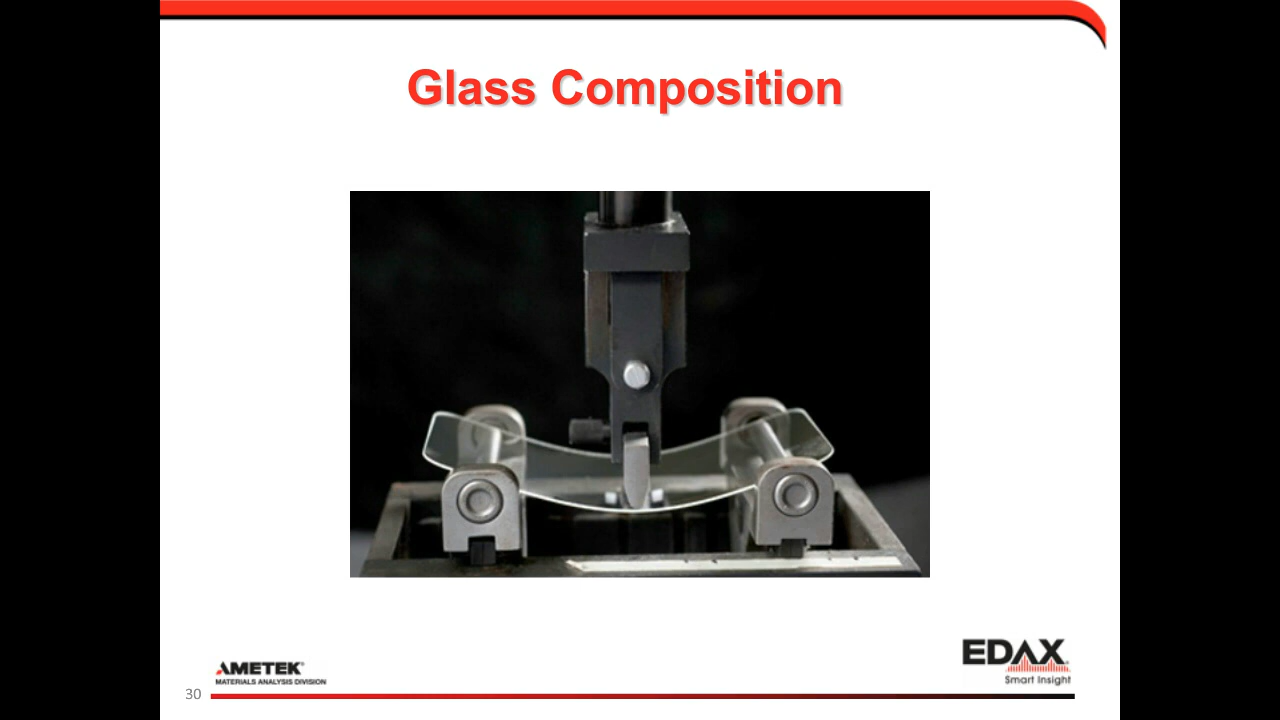 Glass Composition
AMETEK®
MATERIALS ANALYSIS DIVISION
EDAX
Smart Insight
30